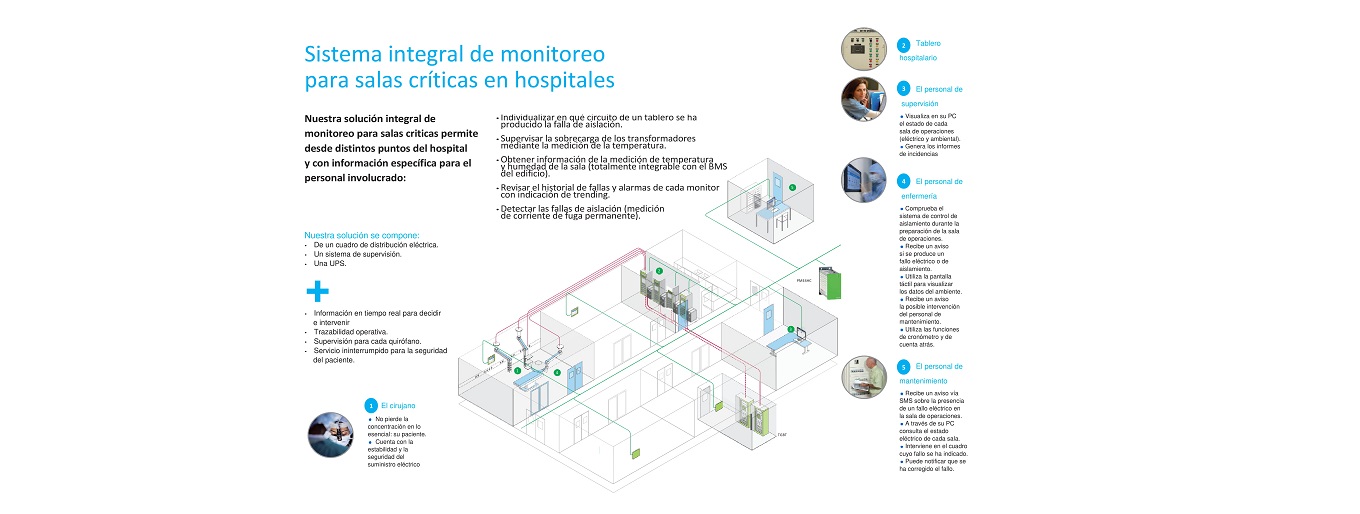 Sistema integral de monitoreo
para salas críticas en hospitales
Nuestra solución integral de
monitoreo para salas criticas permite
desde distintos puntos del hospital
y con información específica para el
personal involucrado:
- Individualizar en qué circuito de un tablero se ha
producido la falla de aislación.
- Supervisar la sobrecarga de los transformadores
mediante la medición de la temperatura.
- Obtener información de la medición de temperatura
y humedad de la sala (totalmente integrable con el BMS
del edificio).
- Revisar el historial de fallas y alarmas de cada monitor
con indicación de trending.
- Detectar las fallas de aislación (medición
de corriente de fuga permanente).
Nuestra solución se compone:
- De un cuadro de distribución eléctrica.
- Un sistema de supervisión.
- Una UPS.
+
- Información en tiempo real para decidir
e intervenir
- Trazabilidad operativa.
- Supervisión para cada quirófano.
- Servicio ininterrumpido para la seguridad
del paciente.
1 El cirujano
• No pierde la
concentración en lo
esencial: su paciente.
• Cuenta con la
estabilidad y la
seguridad del
suministro eléctrico
2 Tablero
hospitalario
3 El personal de
supervisión
• Visualiza en su PC
el estado de cada
sala de operaciones
(eléctrico y ambiental).
• Genera los informes
de incidencias
4 El personal de
enfermería
• Comprueba el
sistema de control de
aislamiento durante la
preparación de la sala
de operaciones.
• Recibe un aviso
si se produce un
fallo eléctrico o de
aislamiento.
• Utiliza la pantalla
táctil para visualizar
los datos del ambiente.
• Recibe un aviso
la posible intervención
del personal de
mantenimiento.
• Utiliza las funciones
de cronómetro y de
cuenta atrás.
5 El personal de
mantenimiento
• Recibe un aviso vía
SMS sobre la presencia
de un fallo eléctrico en
la sala de operaciones.
• A través de su PC
consulta el estado
eléctrico de cada sala.
• Interviene en el cuadro
cuyo fallo se ha indicado.
• Puede notificar que se
ha corregido el fallo.